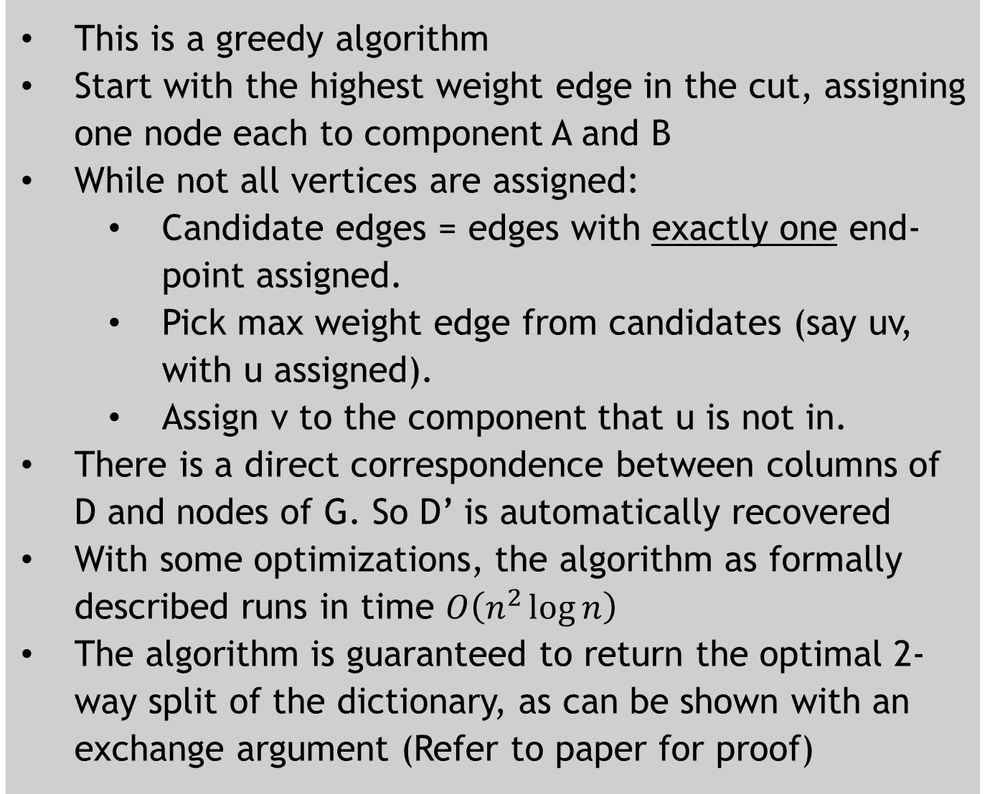 • This is a greedy algorithm
• Start with the highest weight edge in the cut, assigning
one node each to component A and B
• While not all vertices are assigned:
• Candidate edges = edges with exactly one end-
point assigned.
• Pick max weight edge from candidates (say uv,
with u assigned).
• Assign v to the component that u is not in.
• There is a direct correspondence between columns of
D and nodes of G. So D’ is automatically recovered
• With some optimizations, the algorithm as formally
described runs in time O(n² log n)
• The algorithm is guaranteed to return the optimal 2-
way split of the dictionary, as can be shown with an
exchange argument (Refer to paper for proof)